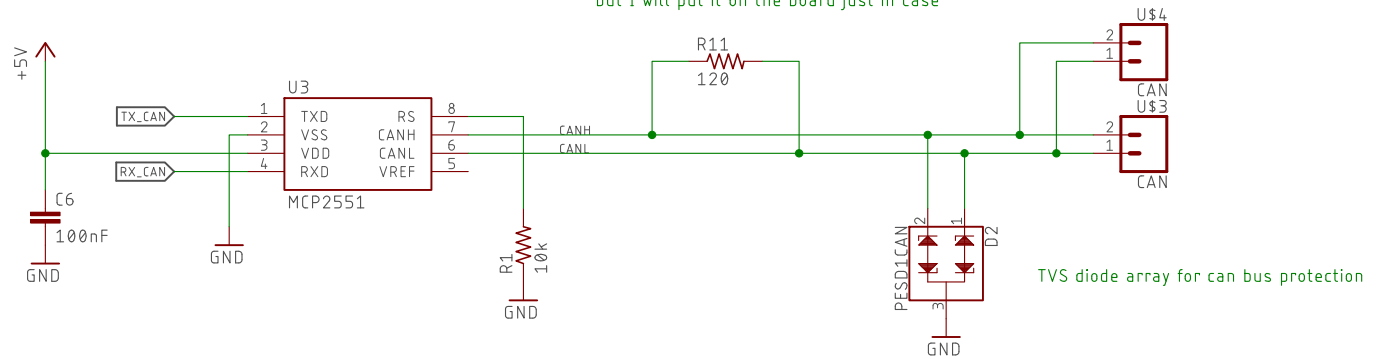 but I will put it on the board just in case
U$4
+5V
R11
120
2
1
CAN
U3
U$3
TX_CAN
1
TXD
RS
8
2
VSS
CANH
7
CANH
2
3
VDD
CANL
6
CANL
1
RX_CAN
4
RXD
VREF
5
CAN
MCP2551
C6
100nF
GND
GND
R1
10k
GND
PESD1CAN
2
1
D2
3
GND
TVS diode array for can bus protection